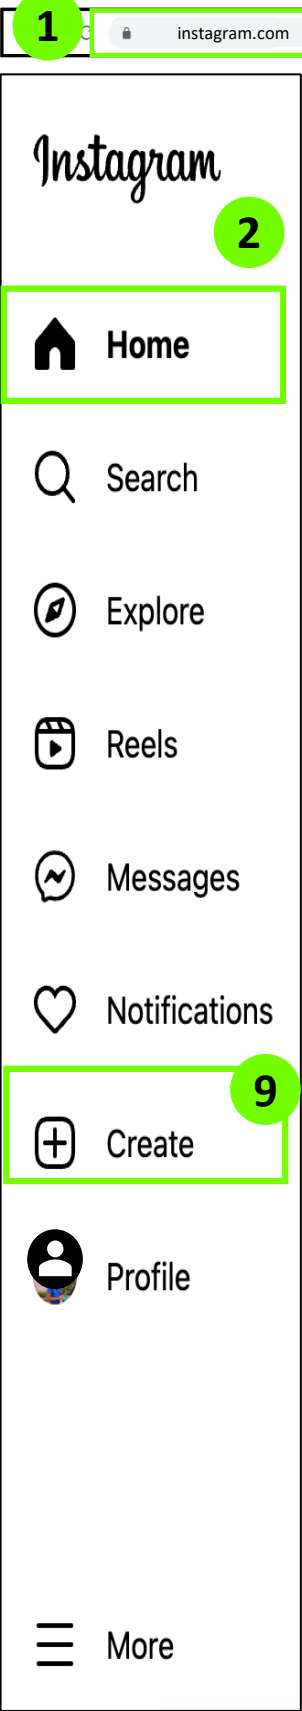 1
instagram.com
Instagram
2
Home
Search
Explore
Reels
Messages
Notifications
9
Create
Profile
More